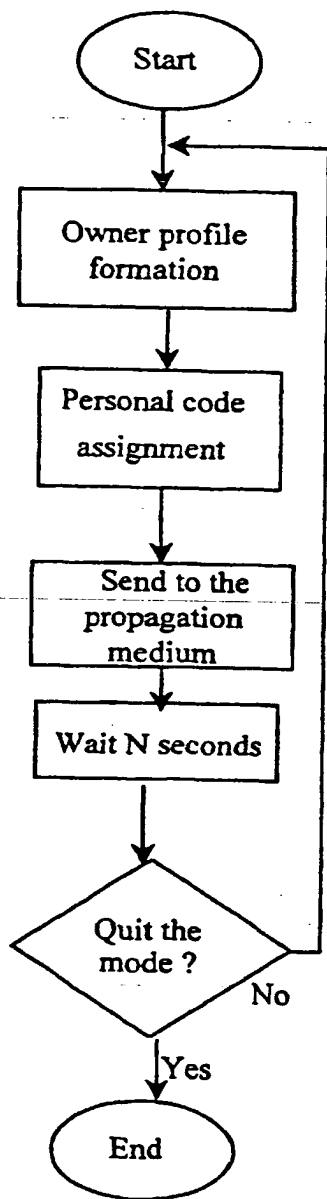 Start
Owner profile
formation
Personal code
assignment
Send to the
propagation
medium
Wait N seconds
Quit the
mode ?
No
Yes
End